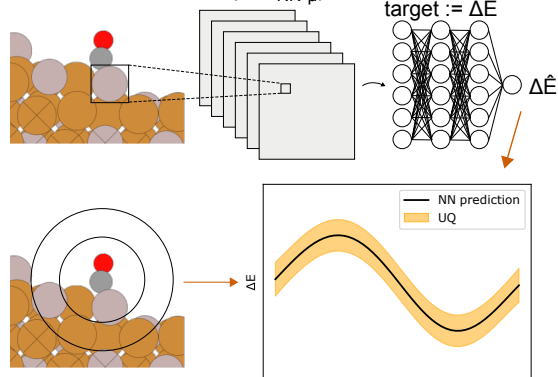 target := ΔE
ΔÊ
NN prediction
UQ
ΔE